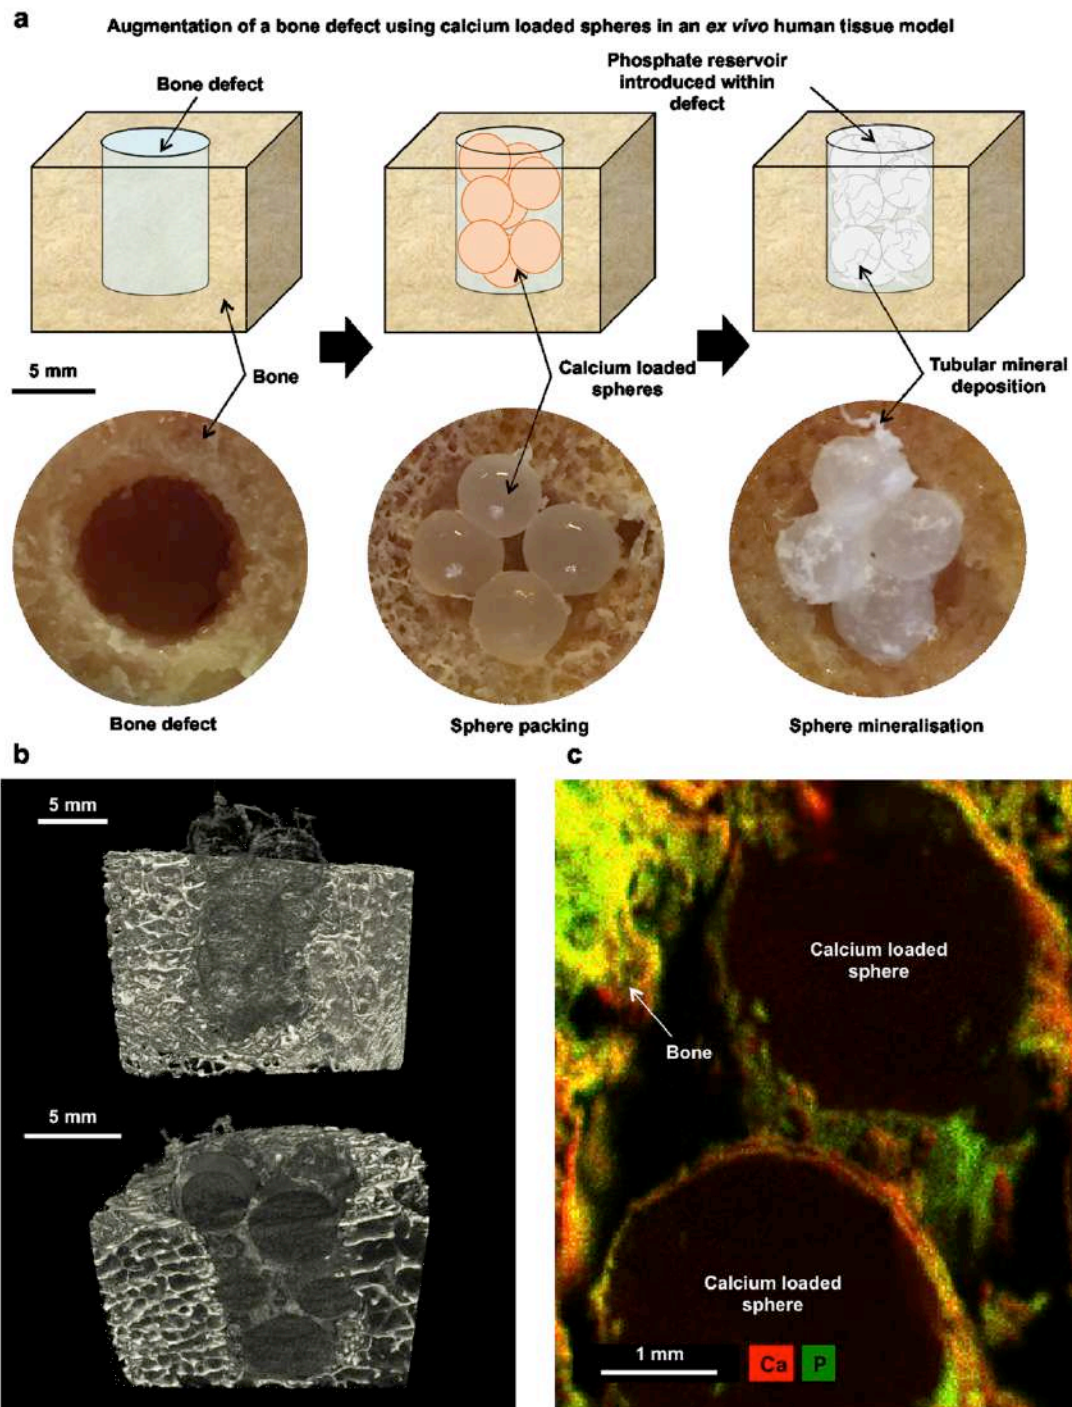 a
Augmentation of a bone defect using calcium loaded spheres in an ex vivo human tissue model
Bone defect
Phosphate reservoir
introduced within
defect
5 mm
Bone
Calcium loaded
spheres
Tubular mineral
deposition
Bone defect
Sphere packing
Sphere mineralisation
b
5 mm
5 mm
c
Calcium loaded
sphere
Bone
Calcium loaded
sphere
1 mm
Ca
P